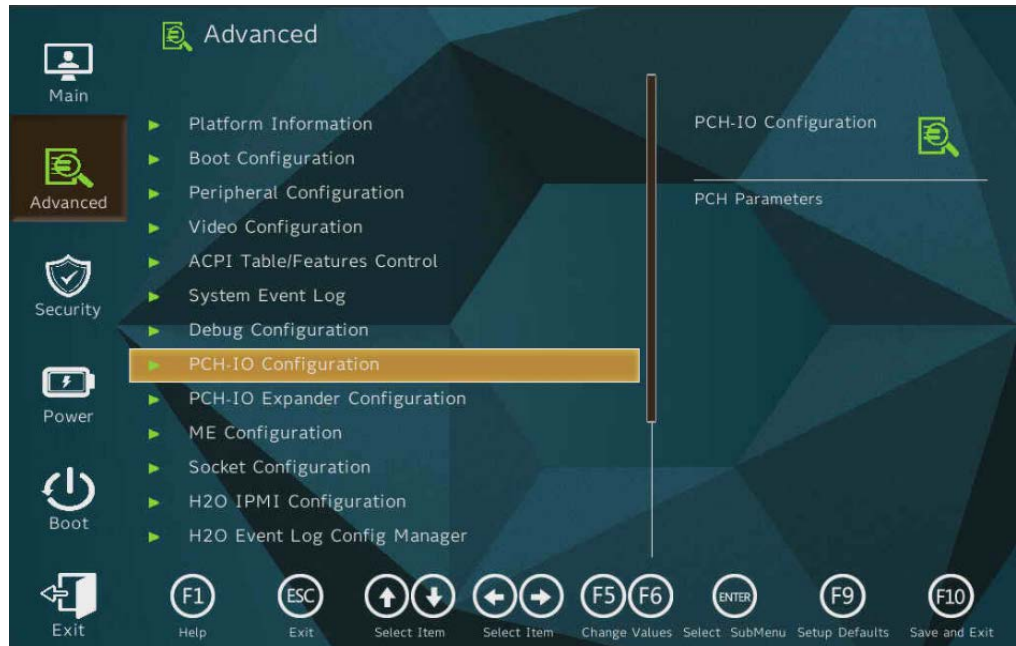 Advanced
Main
Advanced
Security
Power
Boot
Exit
Platform Information
Boot Configuration
Peripheral Configuration
Video Configuration
ACPI Table/Features Control
System Event Log
Debug Configuration
PCH-IO Configuration
PCH-IO Expander Configuration
ME Configuration
Socket Configuration
H2O IPMI Configuration
H2O Event Log Config Manager
PCH-IO Configuration
PCH Parameters
F1
Help
ESC
Exit
Select Item
Select Item
F5 F6
Change Values
ENTER
Select SubMenu
F9
Setup Defaults
F10
Save and Exit